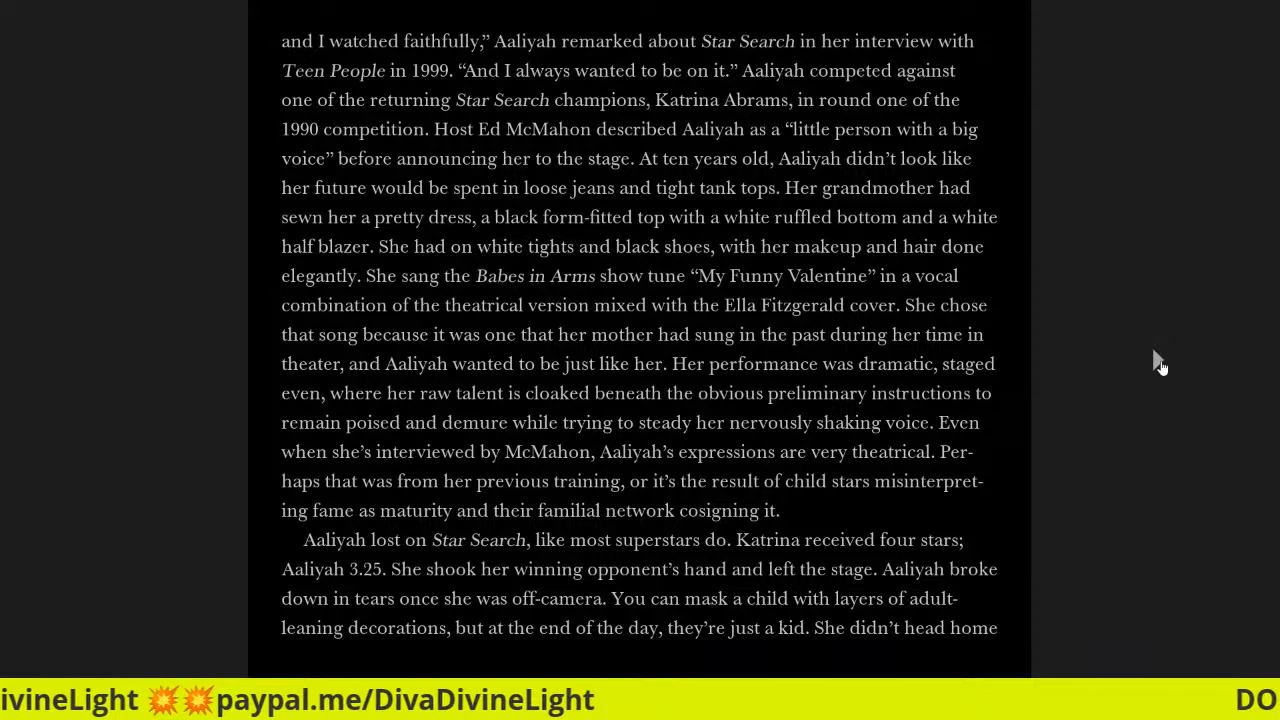 and I watched faithfully,” Aaliyah remarked about Star Search in her interview with
Teen People in 1999. “And I always wanted to be on it.” Aaliyah competed against
one of the returning Star Search champions, Katrina Abrams, in round one of the
1990 competition. Host Ed McMahon described Aaliyah as a “little person with a big
voice” before announcing her to the stage. At ten years old, Aaliyah didn’t look like
her future would be spent in loose jeans and tight tank tops. Her grandmother had
sewn her a pretty dress, a black form-fitted top with a white ruffled bottom and a white
half blazer. She had on white tights and black shoes, with her makeup and hair done
elegantly. She sang the Babes in Arms show tune “My Funny Valentine” in a vocal
combination of the theatrical version mixed with the Ella Fitzgerald cover. She chose
that song because it was one that her mother had sung in the past during her time in
theater, and Aaliyah wanted to be just like her. Her performance was dramatic, staged
even, where her raw talent is cloaked beneath the obvious preliminary instructions to
remain poised and demure while trying to steady her nervously shaking voice. Even
when she’s interviewed by McMahon, Aaliyah’s expressions are very theatrical. Per-
haps that was from her previous training, or it’s the result of child stars misinterpret-
ing fame as maturity and their familial network cosigning it.
Aaliyah lost on Star Search, like most superstars do. Katrina received four stars;
Aaliyah 3.25. She shook her winning opponent’s hand and left the stage. Aaliyah broke
down in tears once she was off-camera. You can mask a child with layers of adult-
leaning decorations, but at the end of the day, they’re just a kid. She didn’t head home
ivineLight 💥💥paypal.me/DivaDivineLight DO